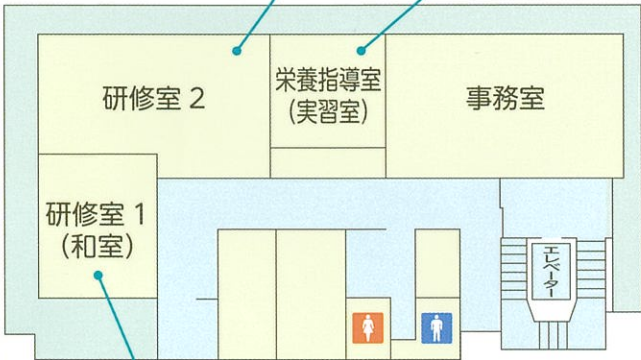 研修室 2
栄養指導室
(実習室)
事務室
研修室 1
(和室)
エレベーター